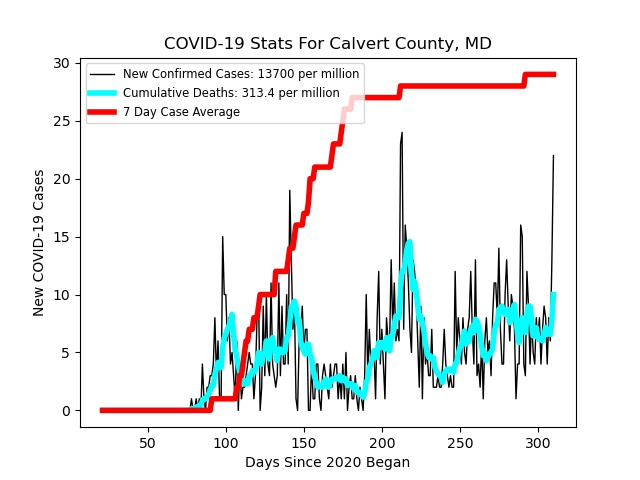 COVID-19 Stats For Calvert County, MD
New Confirmed Cases: 13700 per million
Cumulative Deaths: 313.4 per million
7 Day Case Average
30
25
20
15
10
5
0
New COVID-19 Cases
50 100 150 200 250 300
Days Since 2020 Began